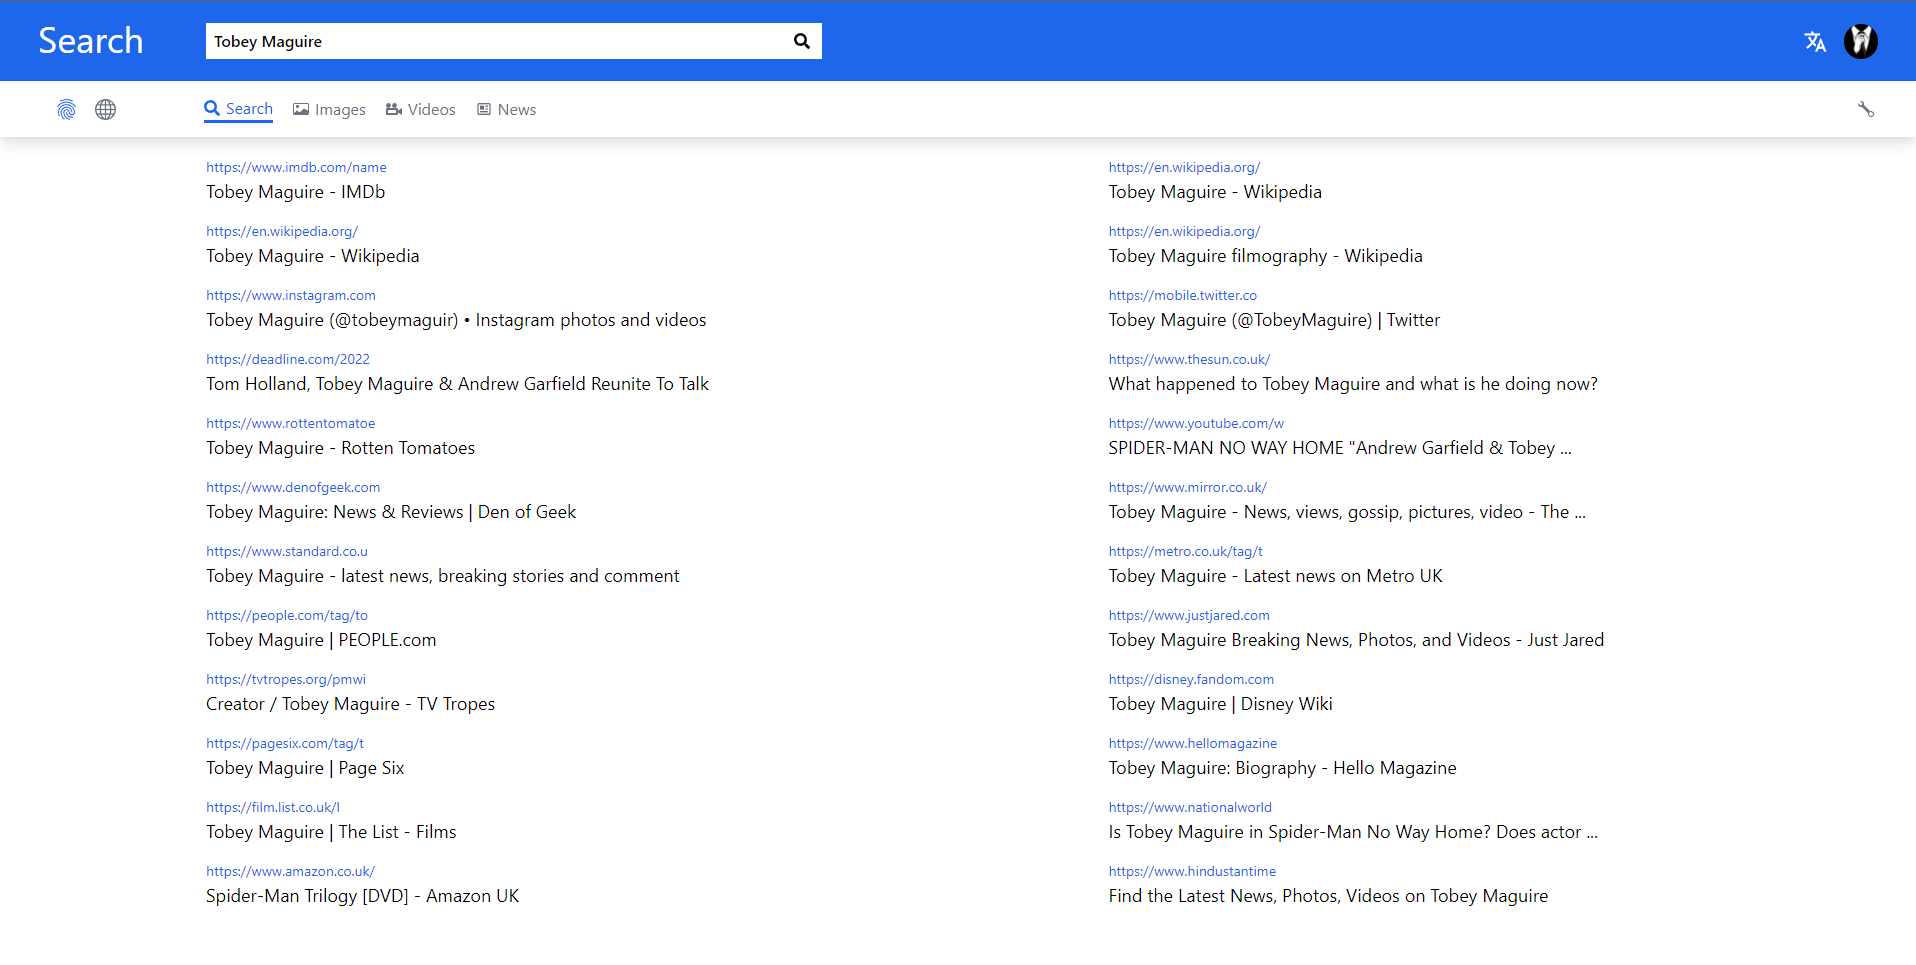 Search
Tobey Maguire
Search
Images
Videos
News
https://www.imdb.com/name
Tobey Maguire - IMDb
https://en.wikipedia.org/
Tobey Maguire - Wikipedia
https://www.instagram.com
Tobey Maguire (@tobeymaguir) • Instagram photos and videos
https://deadline.com/2022
Tom Holland, Tobey Maguire & Andrew Garfield Reunite To Talk
https://www.rottentomatoe
Tobey Maguire - Rotten Tomatoes
https://www.denofgeek.com
Tobey Maguire: News & Reviews | Den of Geek
https://www.standard.co.u
Tobey Maguire - latest news, breaking stories and comment
https://people.com/tag/to
Tobey Maguire | PEOPLE.com
https://tvtropes.org/pmwi
Creator / Tobey Maguire - TV Tropes
https://pagesix.com/tag/t
Tobey Maguire | Page Six
https://film.list.co.uk/l
Tobey Maguire | The List - Films
https://www.amazon.co.uk/
Spider-Man Trilogy [DVD] - Amazon UK
https://en.wikipedia.org/
Tobey Maguire - Wikipedia
https://en.wikipedia.org/
Tobey Maguire filmography - Wikipedia
https://mobile.twitter.co
Tobey Maguire (@TobeyMaguire) | Twitter
https://www.thesun.co.uk/
What happened to Tobey Maguire and what is he doing now?
https://www.youtube.com/w
SPIDER-MAN NO WAY HOME "Andrew Garfield & Tobey ...
https://www.mirror.co.uk/
Tobey Maguire - News, views, gossip, pictures, video - The ...
https://metro.co.uk/tag/t
Tobey Maguire - Latest news on Metro UK
https://www.justjared.com
Tobey Maguire Breaking News, Photos, and Videos - Just Jared
https://disney.fandom.com
Tobey Maguire | Disney Wiki
https://www.hellomagazine
Tobey Maguire: Biography - Hello Magazine
https://www.nationalworld
Is Tobey Maguire in Spider-Man No Way Home? Does actor ...
https://www.hindustantime
Find the Latest News, Photos, Videos on Tobey Maguire